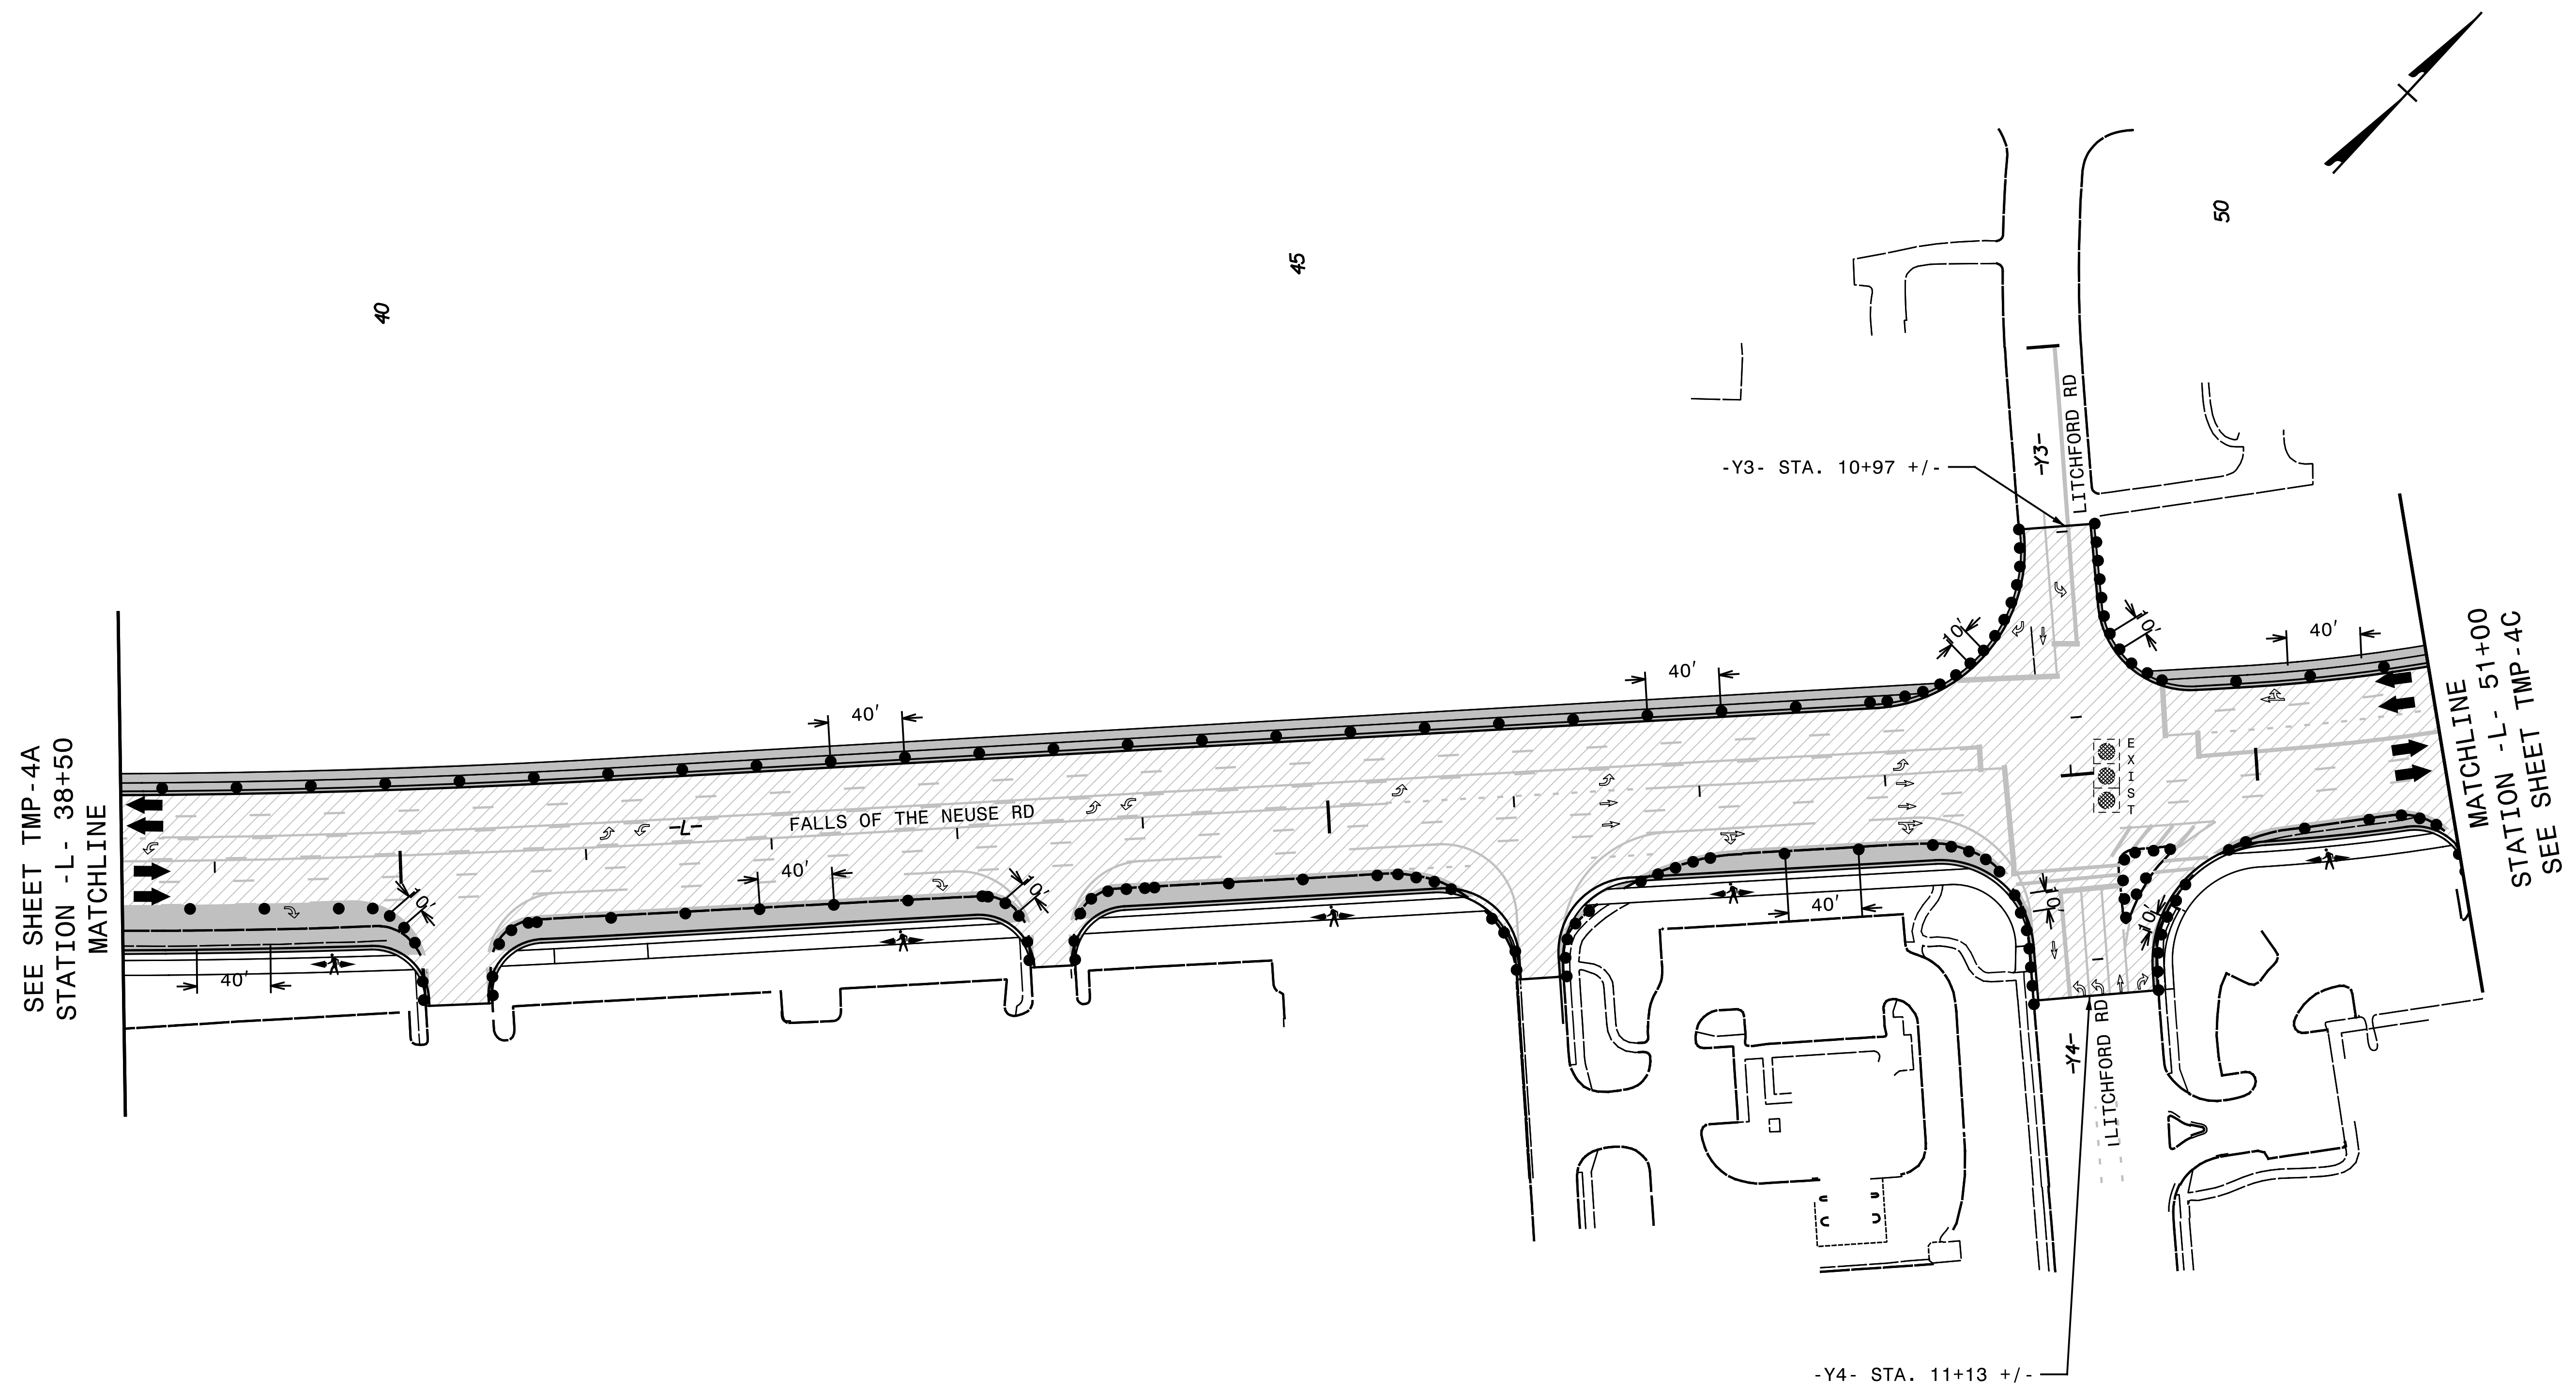 50
45
40
-Y3-
LITCHFORD RD
-Y3- STA. 10+97 +/-
10'
10'
40'
40'
40'
SEE SHEET TMP-4A
STATION -L- 38+50
MATCHLINE
MATCHLINE
STATION -L- 51+00
SEE SHEET TMP-4C
EXIST
-L-
FALLS OF THE NEUSE RD
40'
10'
10'
40'
40'
10'
10'
-Y4-
LITCHFORD RD
-Y4- STA. 11+13 +/-